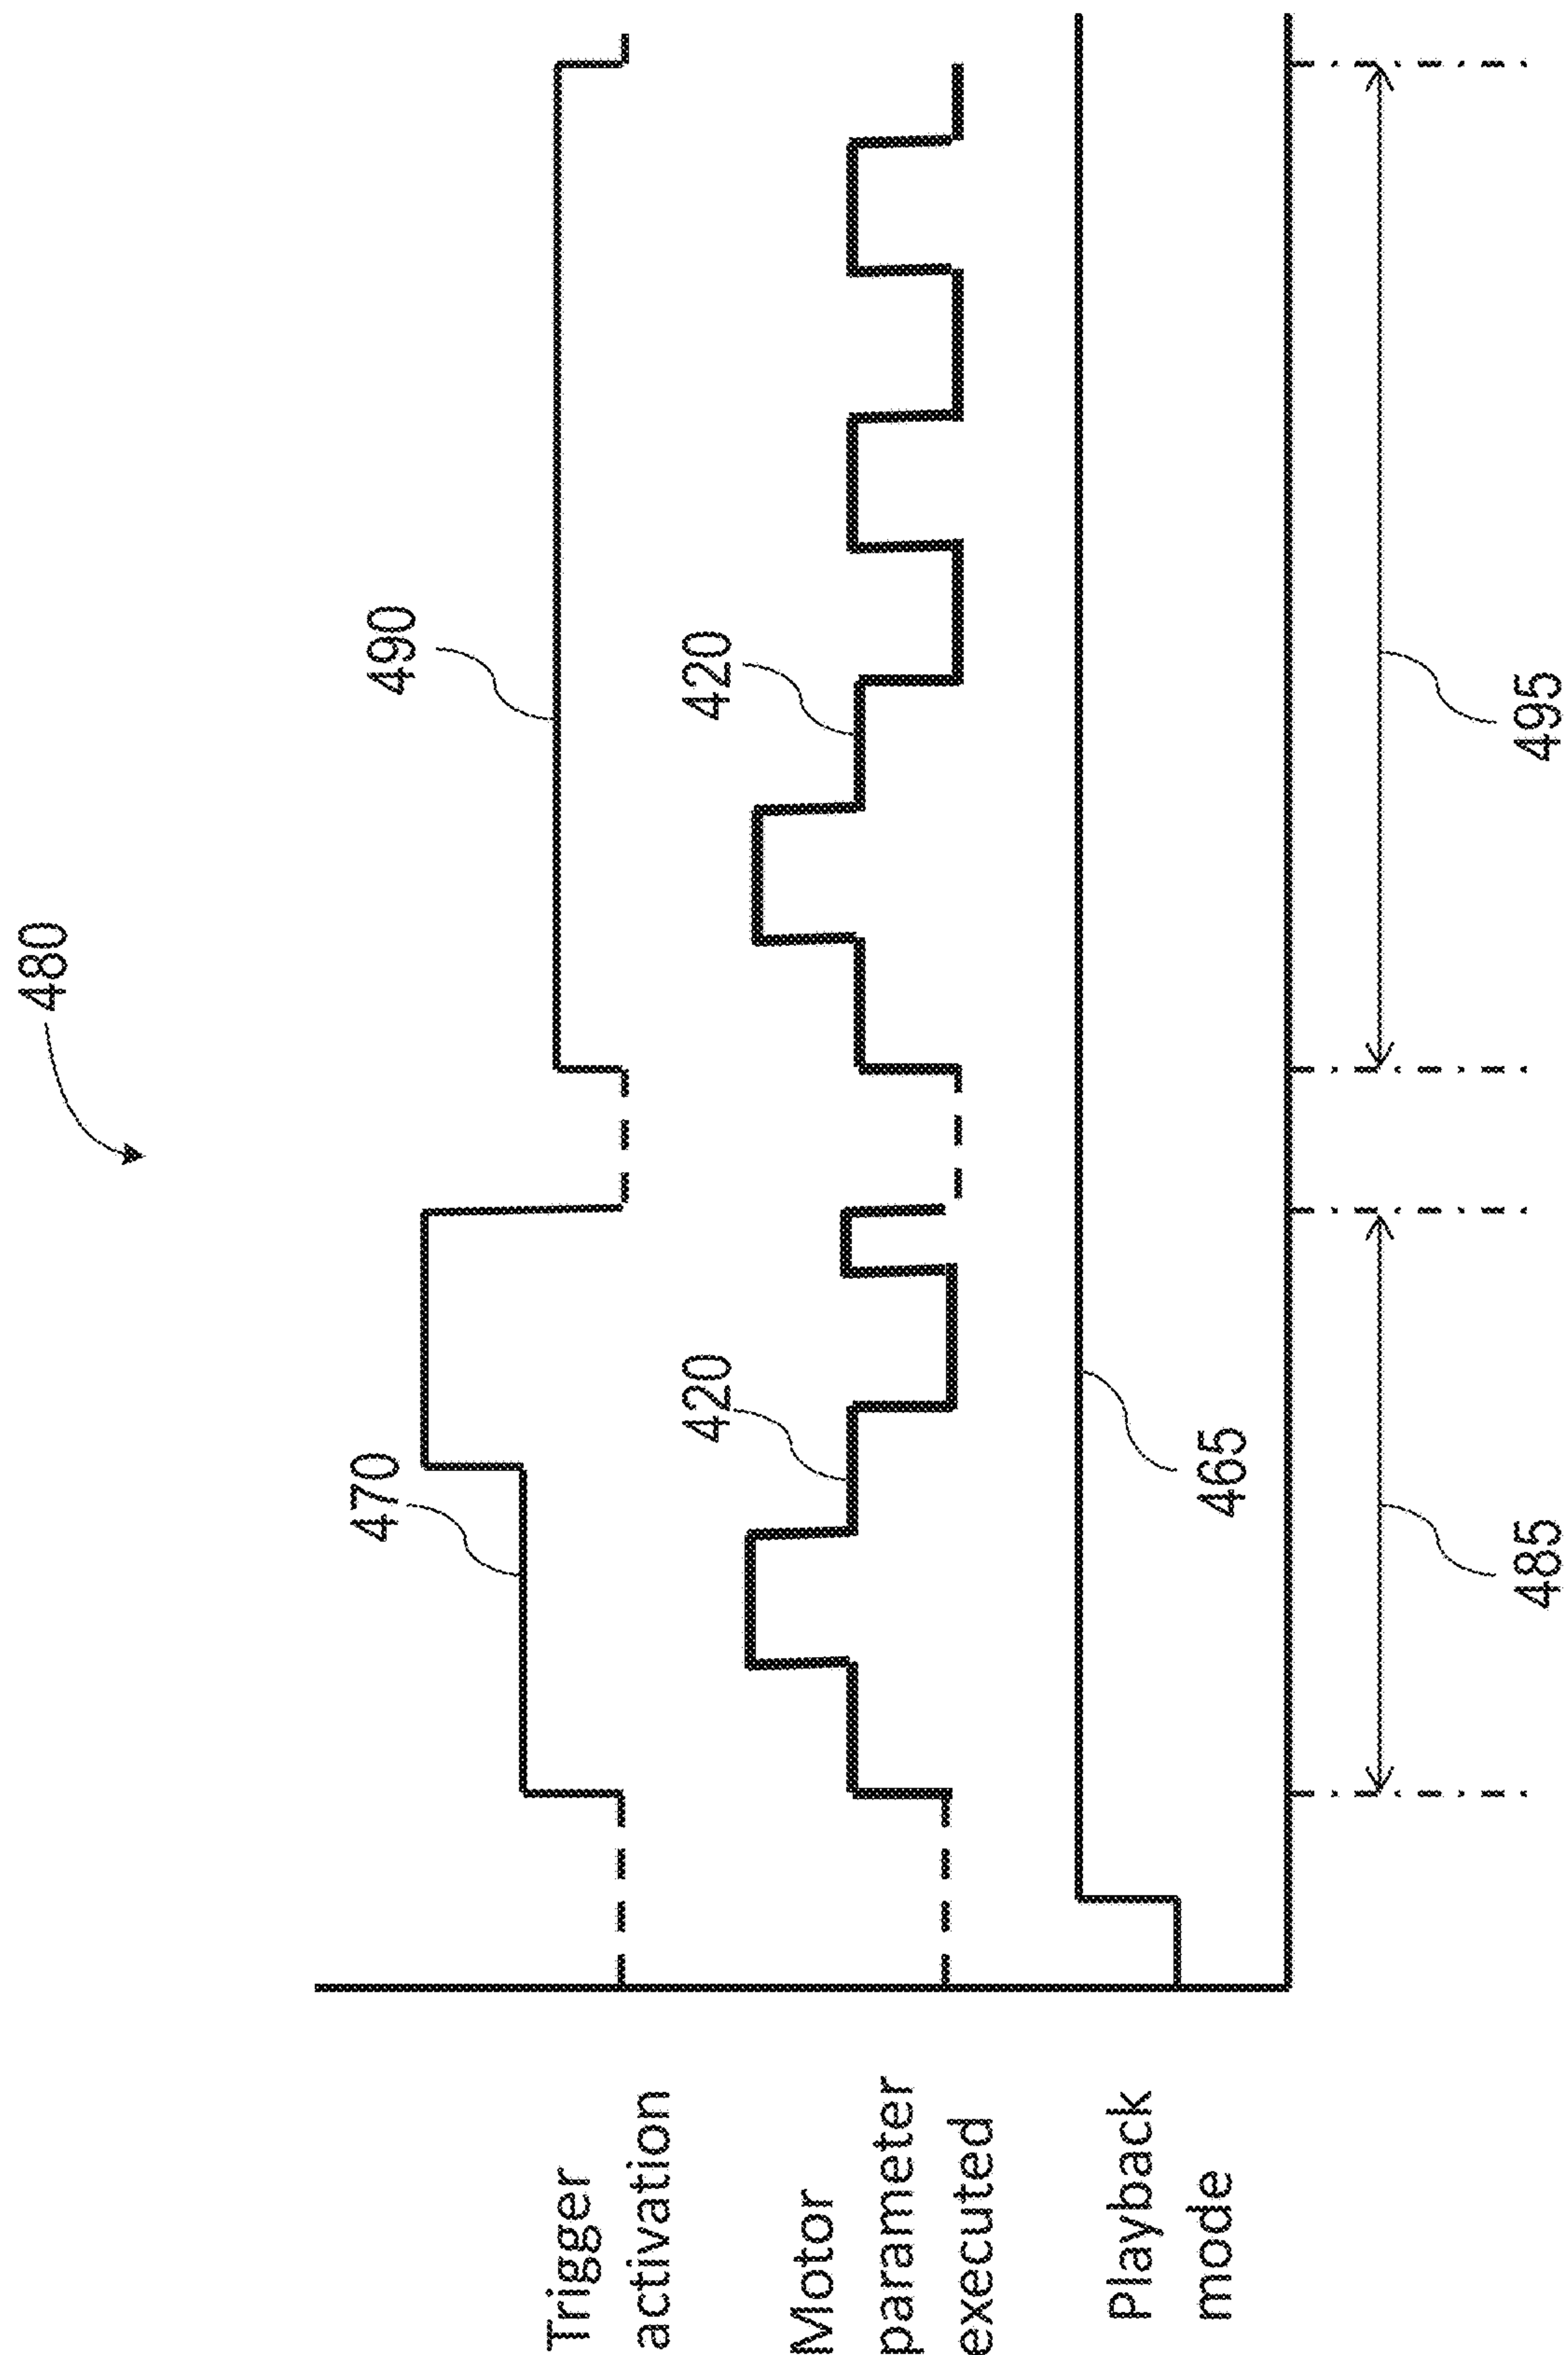 480
490
470
420
420
465
Trigger
activation
Motor
parameter
executed
Playback
mode
485
495